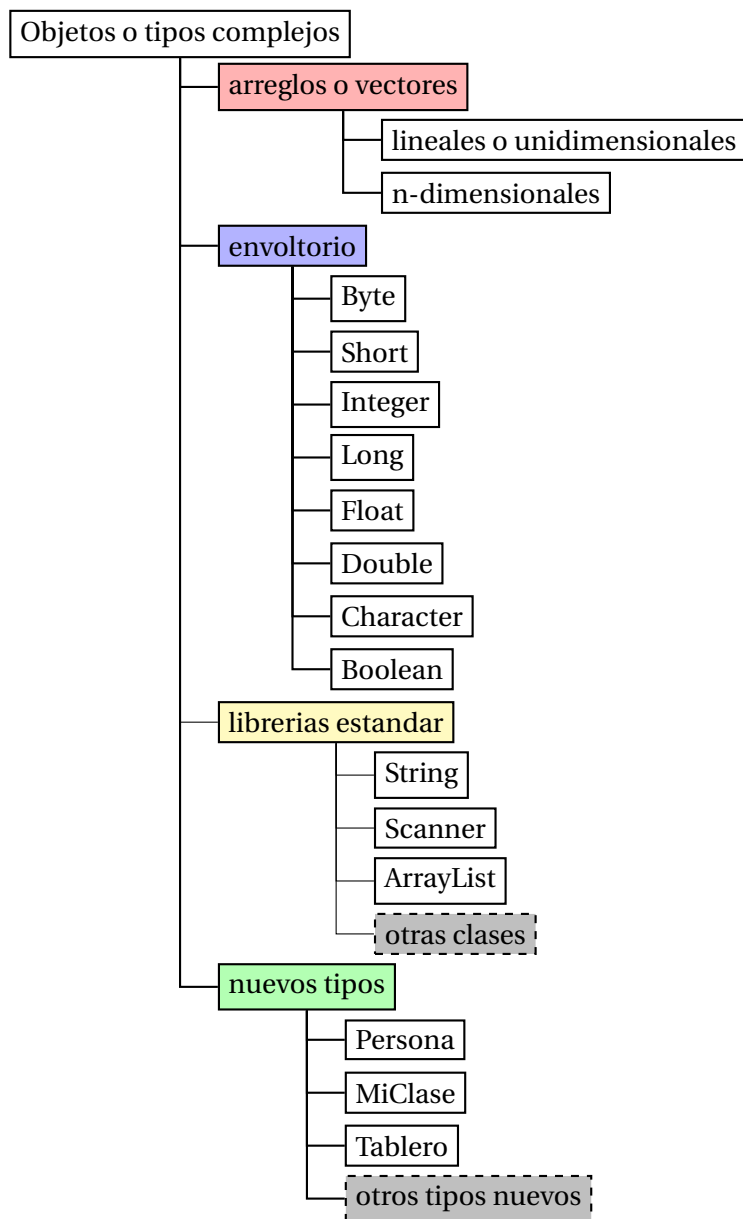 Objetos o tipos complejos
arreglos o vectores
lineales o unidimensionales
n-dimensionales
envoltorio
Byte
Short
Integer
Long
Float
Double
Character
Boolean
librerias estandar
String
Scanner
ArrayList
otras clases
nuevos tipos
Persona
MiClase
Tablero
otros tipos nuevos